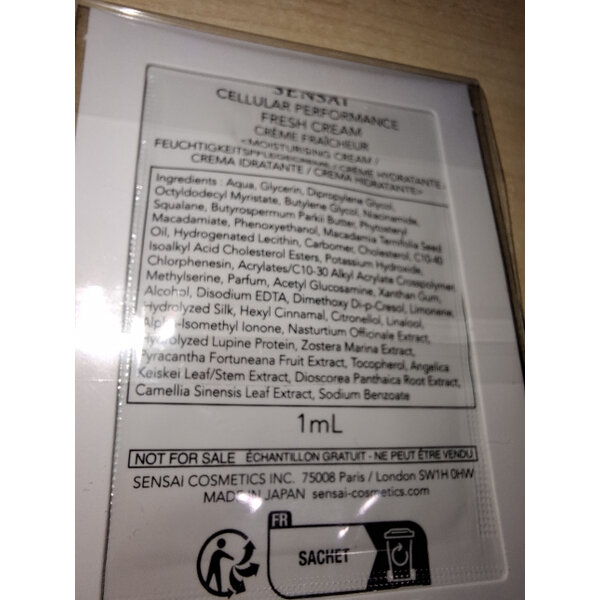 SENSAI
CELLULAR PERFORMANCE
FRESH CREAM
CRÈME FRAÎCHEUR
<MOISTURISING CREAM /
FEUCHTIGKEITSPFLEGECREME / CRÈME HYDRATANTE /
CREMA IDRATANTE / CREMA HIDRATANTE>
Ingredients : Aqua, Glycerin, Dipropylene Glycol,
Octyldodecyl Myristate, Butylene Glycol, Niacinamide,
Squalane, Butyrospermum Parkii Butter, Phytosteryl
Macadamiate, Phenoxyethanol, Macadamia Ternifolia Seed
Oil, Hydrogenated Lecithin, Carbomer, Cholesterol, C10-40
Isoalkyl Acid Cholesterol Esters, Potassium Hydroxide,
Chlorphenesin, Acrylates/C10-30 Alkyl Acrylate Crosspolymer,
Methylserine, Parfum, Acetyl Glucosamine, Xanthan Gum,
Alcohol, Disodium EDTA, Dimethoxy Di-p-Cresol, Limonene,
Hydrolyzed Silk, Hexyl Cinnamal, Citronellol, Linalool,
Alpha-Isomethyl Ionone, Nasturtium Officinale Extract,
Hydrolyzed Lupine Protein, Zostera Marina Extract,
Pyracantha Fortuneana Fruit Extract, Tocopherol, Angelica
Keiskei Leaf/Stem Extract, Dioscorea Panthaica Root Extract,
Camellia Sinensis Leaf Extract, Sodium Benzoate
1mL
NOT FOR SALE ÉCHANTILLON GRATUIT - NE PEUT ÊTRE VENDU
SENSAI COSMETICS INC. 75008 Paris / London SW1H 0HW
MADE IN JAPAN sensai-cosmetics.com
FR
SACHET